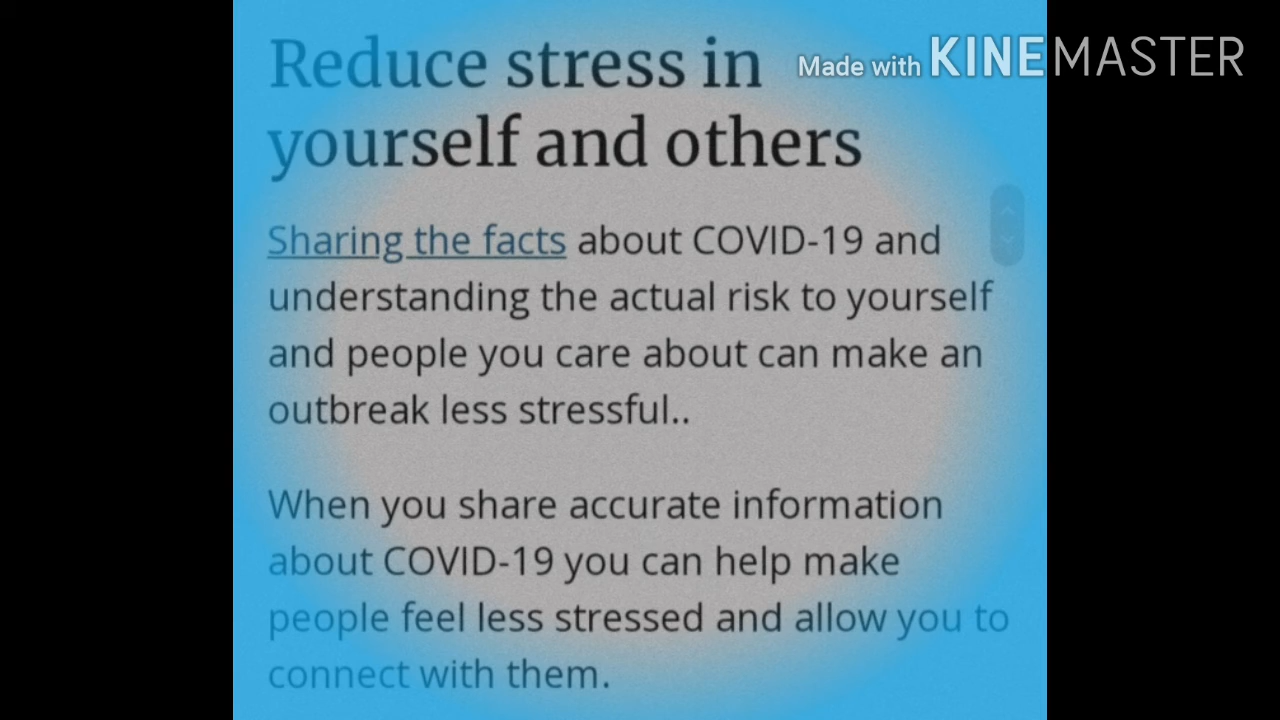 Reduce stress in
Made with KINEMASTER
yourself and others
Sharing the facts about COVID-19 and
understanding the actual risk to yourself
and people you care about can make an
outbreak less stressful..
When you share accurate information
about COVID-19 you can help make
people feel less stressed and allow you to
connect with them.